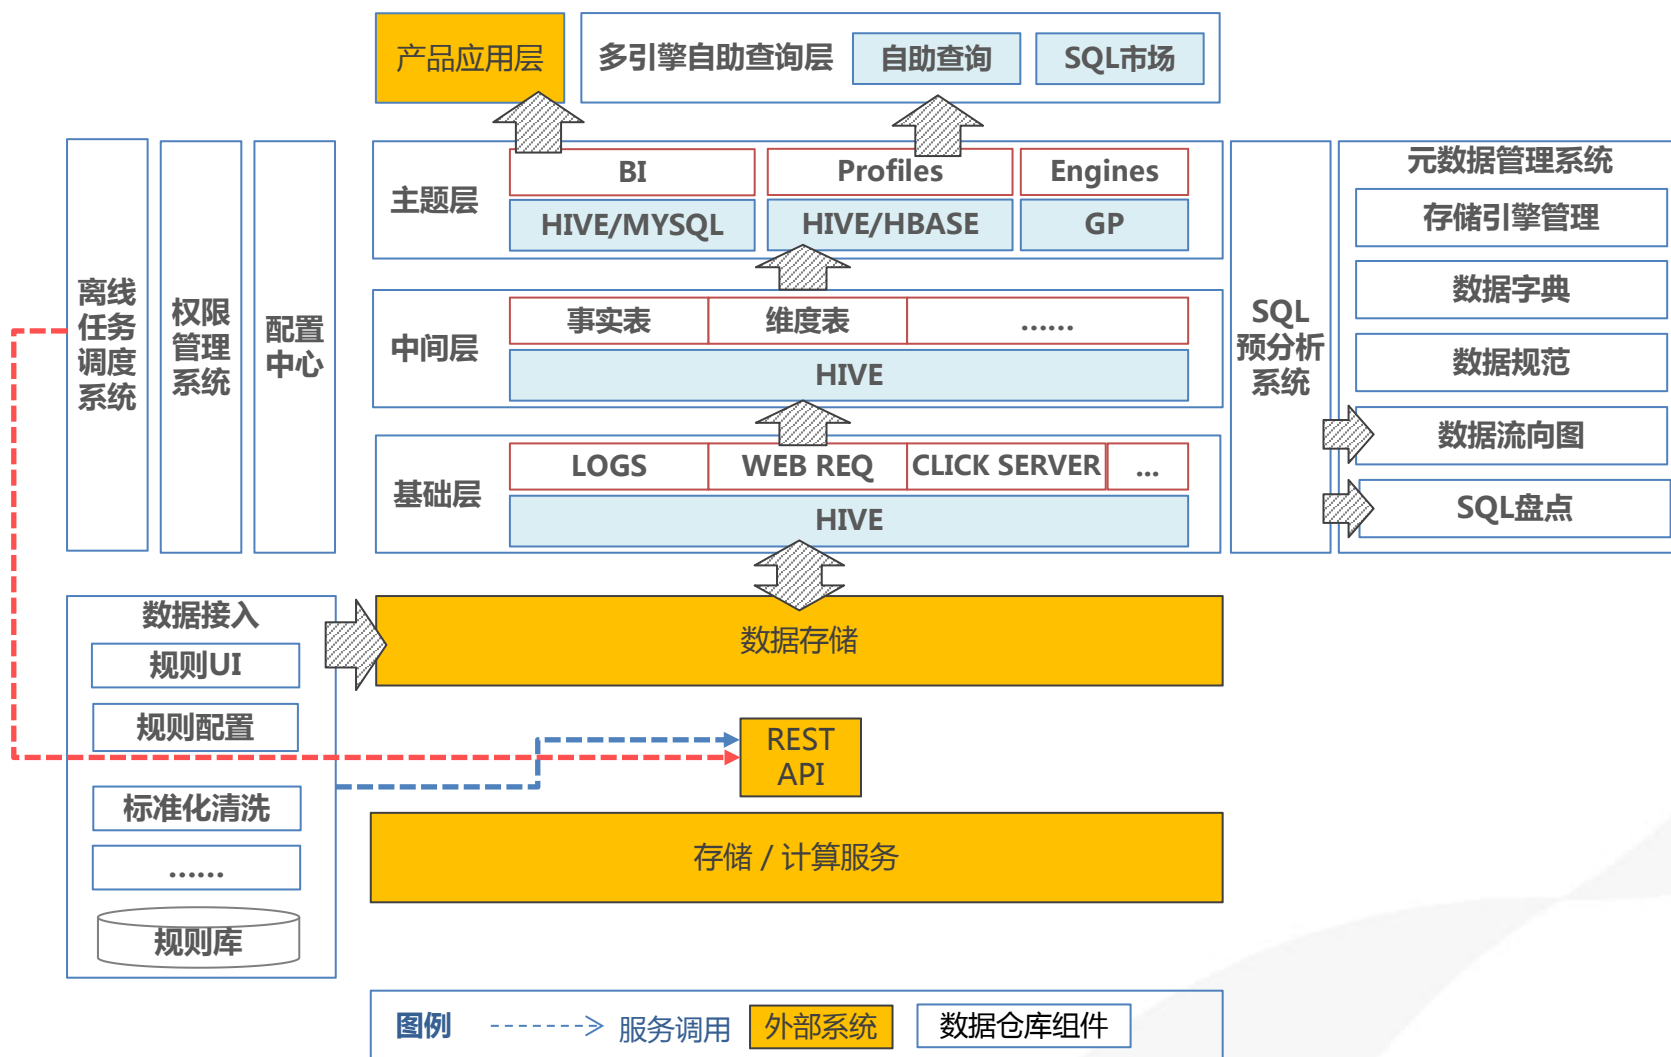 产品应用层
多引擎自助查询层
自助查询
SQL市场
离线
任务
调度
系统
权限
管理
系统
配置
中心
主题层
BI
Profiles
Engines
HIVE/MYSQL
HIVE/HBASE
GP
中间层
事实表
维度表
……
HIVE
基础层
LOGS
WEB REQ
CLICK SERVER
...
HIVE
SQL
预分析
系统
元数据管理系统
存储引擎管理
数据字典
数据规范
数据流向图
SQL盘点
数据接入
规则UI
规则配置
标准化清洗
……
规则库
数据存储
REST
API
存储 / 计算服务
图例
服务调用
外部系统
数据仓库组件